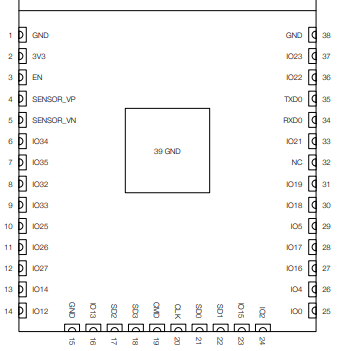 1 GND
2 3V3
3 EN
4 SENSOR_VP
5 SENSOR_VN
6 IO34
7 IO35
8 IO32
9 IO33
10 IO25
11 IO26
12 IO27
13 IO14
14 IO12
39 GND
GND 38
IO23 37
IO22 36
TXD0 35
RXD0 34
IO21 33
NC 32
IO19 31
IO18 30
IO5 29
IO17 28
IO16 27
IO4 26
IO0 25
GND 15
IO13 16
SD2 17
SD3 18
CMD 19
CLK 20
SD0 21
SD1 22
IO15 23
IO2 24